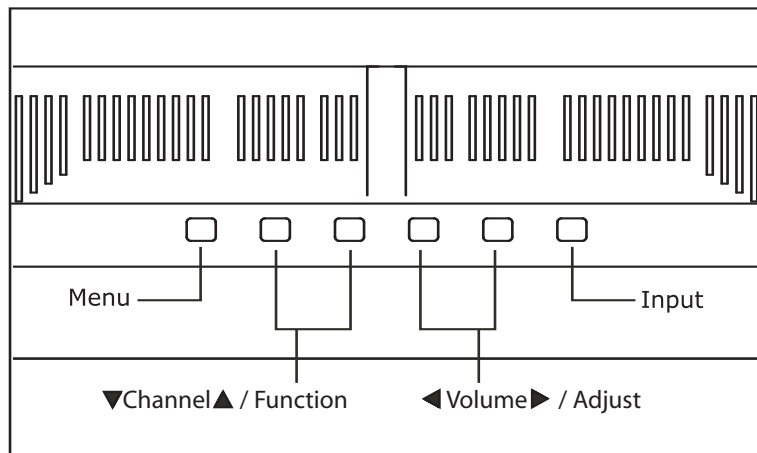 Menu
Input
▼Channel▲ / Function
◀Volume▶ / Adjust